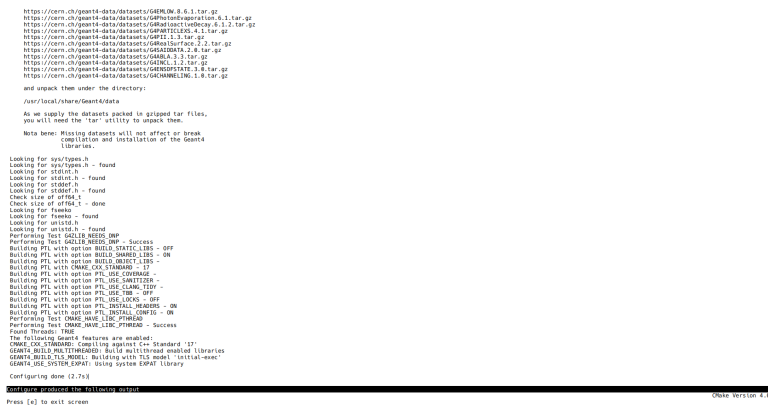 https://cern.ch/geant4-data/datasets/G4EMLOW.8.6.1.tar.gz
https://cern.ch/geant4-data/datasets/G4PhotonEvaporation.6.1.tar.gz
https://cern.ch/geant4-data/datasets/G4RadioactiveDecay.6.1.2.tar.gz
https://cern.ch/geant4-data/datasets/G4PARTICLEXS.4.1.tar.gz
https://cern.ch/geant4-data/datasets/G4PII.1.3.tar.gz
https://cern.ch/geant4-data/datasets/G4RealSurface.2.2.tar.gz
https://cern.ch/geant4-data/datasets/G4SAIDDATA.2.0.tar.gz
https://cern.ch/geant4-data/datasets/G4ABLA.3.3.tar.gz
https://cern.ch/geant4-data/datasets/G4INCL.1.2.tar.gz
https://cern.ch/geant4-data/datasets/G4ENSDFSTATE.3.0.tar.gz
https://cern.ch/geant4-data/datasets/G4CHANNELING.1.0.tar.gz
and unpack them under the directory:
/usr/local/share/Geant4/data
As we supply the datasets packed in gzipped tar files,
you will need the 'tar' utility to unpack them.
Nota bene: Missing datasets will not affect or break
compilation and installation of the Geant4
libraries.
Looking for sys/types.h
Looking for sys/types.h - found
Looking for stdint.h
Looking for stdint.h - found
Looking for stddef.h
Looking for stddef.h - found
Check size of off64_t
Check size of off64_t - done
Looking for fseeko
Looking for fseeko - found
Looking for unistd.h
Looking for unistd.h - found
Performing Test G4ZLIB_NEEDS_DNP
Performing Test G4ZLIB_NEEDS_DNP - Success
Building PTL with option BUILD_STATIC_LIBS - OFF
Building PTL with option BUILD_SHARED_LIBS - ON
Building PTL with option BUILD_OBJECT_LIBS -
Building PTL with CMAKE_CXX_STANDARD - 17
Building PTL with option PTL_USE_COVERAGE -
Building PTL with option PTL_USE_SANITIZER -
Building PTL with option PTL_USE_CLANG_TIDY -
Building PTL with option PTL_USE_TBB - OFF
Building PTL with option PTL_USE_LOCKS - OFF
Building PTL with option PTL_INSTALL_HEADERS - ON
Building PTL with option PTL_INSTALL_CONFIG - ON
Performing Test CMAKE_HAVE_LIBC_PTHREAD
Performing Test CMAKE_HAVE_LIBC_PTHREAD - Success
Found Threads: TRUE
The following Geant4 features are enabled:
CMAKE_CXX_STANDARD: Compiling against C++ Standard '17'
GEANT4_BUILD_MULTITHREADED: Build multithread enabled libraries
GEANT4_BUILD_TLS_MODEL: Building with TLS model 'initial-exec'
GEANT4_USE_SYSTEM_EXPAT: Using system EXPAT library
Configuring done (2.7s)
Configure produced the following output
CMake Version 4.0
Press [e] to exit screen